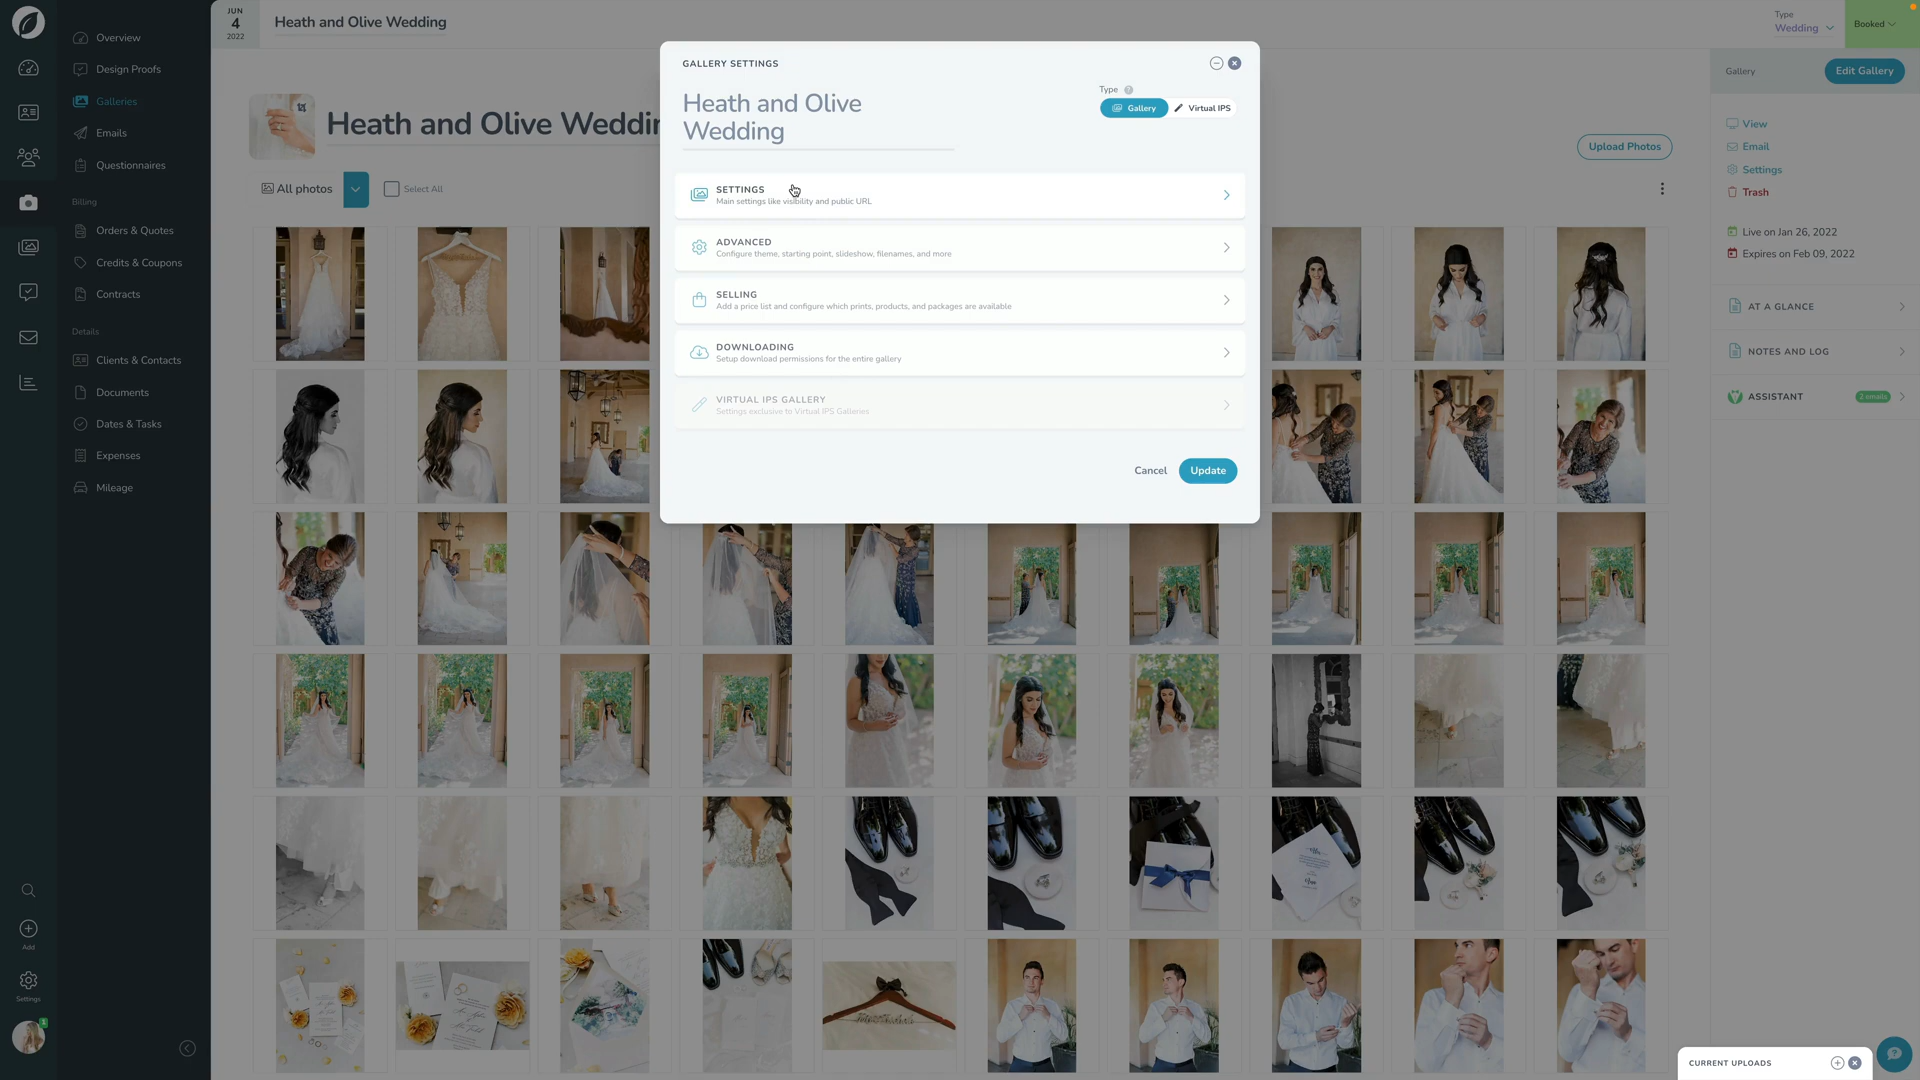 JUN
4
2022
Heath and Olive Wedding
Type
Wedding
Booked
Overview
Design Proofs
Galleries
Emails
Questionnaires
Billing
Orders & Quotes
Credits & Coupons
Contracts
Details
Clients & Contacts
Documents
Dates & Tasks
Expenses
Mileage
Add
Settings
1
Heath and Olive Weddin
Upload Photos
All photos
Select All
GALLERY SETTINGS
Heath and Olive
Wedding
Type
Gallery
Virtual IPS
SETTINGS
Main settings like visibility and public URL
ADVANCED
Configure theme, starting point, slideshow, filenames, and more
SELLING
Add a price list and configure which prints, products, and packages are available
DOWNLOADING
Setup download permissions for the entire gallery
VIRTUAL IPS GALLERY
Settings exclusive to Virtual IPS Galleries
Cancel
Update
Gallery
Edit Gallery
View
Email
Settings
Trash
Live on Jan 26, 2022
Expires on Feb 09, 2022
AT A GLANCE
NOTES AND LOG
ASSISTANT
2 emails
CURRENT UPLOADS